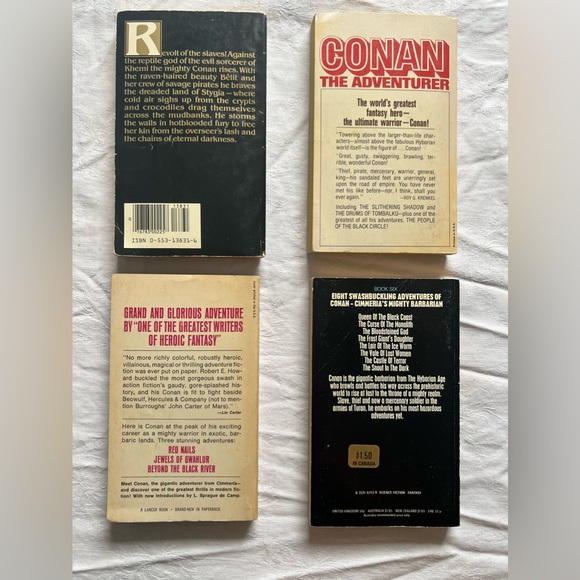 Revolt of the slaves! Against
the reptile god of the evil sorcerer of
Khemi the mighty Conan rises. With
the raven-haired beauty Bêlit and
her crew of savage pirates he braves
the dreaded land of Stygia—where
cold air sighs up from the crypts
and crocodiles drag themselves
across the mudbanks. He storms
the walls in hotblooded fury to free
her kin from the overseer's lash and
the chains of eternal darkness.
13831
0
ISBN 0-553-13831-6
CONAN
THE ADVENTURER
The world's greatest
fantasy hero—
the ultimate warrior—Conan!
"Towering above the larger-than-life char-
acters—almost above the fabulous Hyborian
world itself—is the figure of ... Conan!
"Great, gusty, swaggering, brawling, ter-
rible, wonderful Conan!
"Thief, pirate, mercenary, warrior, general,
king—his sandaled feet are unerringly set
upon the road of empire. You have never
met his like before—nor, I think, shall you
ever again."
—ROY G. KRENKEL
Including THE SLITHERING SHADOW and
THE DRUMS OF TOMBALKU—plus one of the
greatest of all his adventures, THE PEOPLE
OF THE BLACK CIRCLE!
GRAND AND GLORIOUS ADVENTURE
BY "ONE OF THE GREATEST WRITERS
OF HEROIC FANTASY"
"No more richly colorful, robustly heroic,
villainous, magical or thrilling adventure fiction
was ever put on paper. Robert E. How-
ard buckled the most gorgeous swash in
action fiction's gaudy, gore-splashed his-
tory, and his Conan is fit to form below
Beowulf, Hercules & Company (not to men-
tion Burroughs' John Carter of Mars).
—Lin Carter
Here is Conan at the peak of his exciting
career as a mighty warrior in exotic, bar-
baric lands. Three stunning adventures:
RED NAILS
JEWELS OF GWAHLUR
BEYOND THE BLACK RIVER
Meet Conan, the gigantic adventurer from Cimmeria—and
discover one of the greatest thrills in modern fic-
tion! With new introductions by L. Sprague de Camp.
A LANCER BOOK • BRAND-NEW IN PAPERBACK
BOOK SIX
EIGHT SWASHBUCKLING ADVENTURES OF
CONAN - CIMMERIA'S MIGHTY BARBARIAN
Queen Of The Black Coast
The Curse Of The Monolith
The Bloodstained God
The Frost Giant's Daughter
The Lair Of The Ice Worm
The Vale Of Lost Women
The Castle Of Terror
The Snout In The Dark
Conan is the gigantic barbarian from The Hyborian Age
who brawls and battles his way across the prehistoric
world to rise at last to the throne of a mighty realm.
Slave, thief and now a mercenary soldier in the
armies of Turan, he embarks on his most hazardous
adventures yet.
$1.50
IN CANADA
SCIENCE FICTION FANTASY
UNITED KINGDOM
AUSTRALIA
NEW ZEALAND